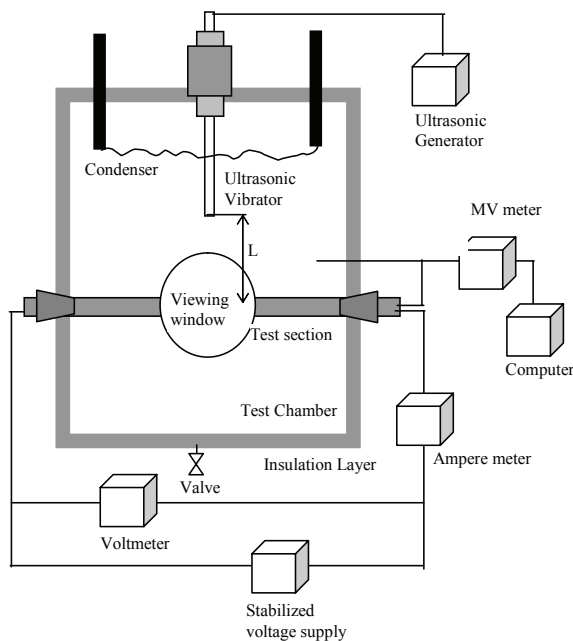 Ultrasonic
Generator
Condenser
Ultrasonic
Vibrator
MV meter
L
Viewing
window
Test section
Computer
Test Chamber
Ampere meter
Insulation Layer
Valve
Voltmeter
Stabilized
voltage supply